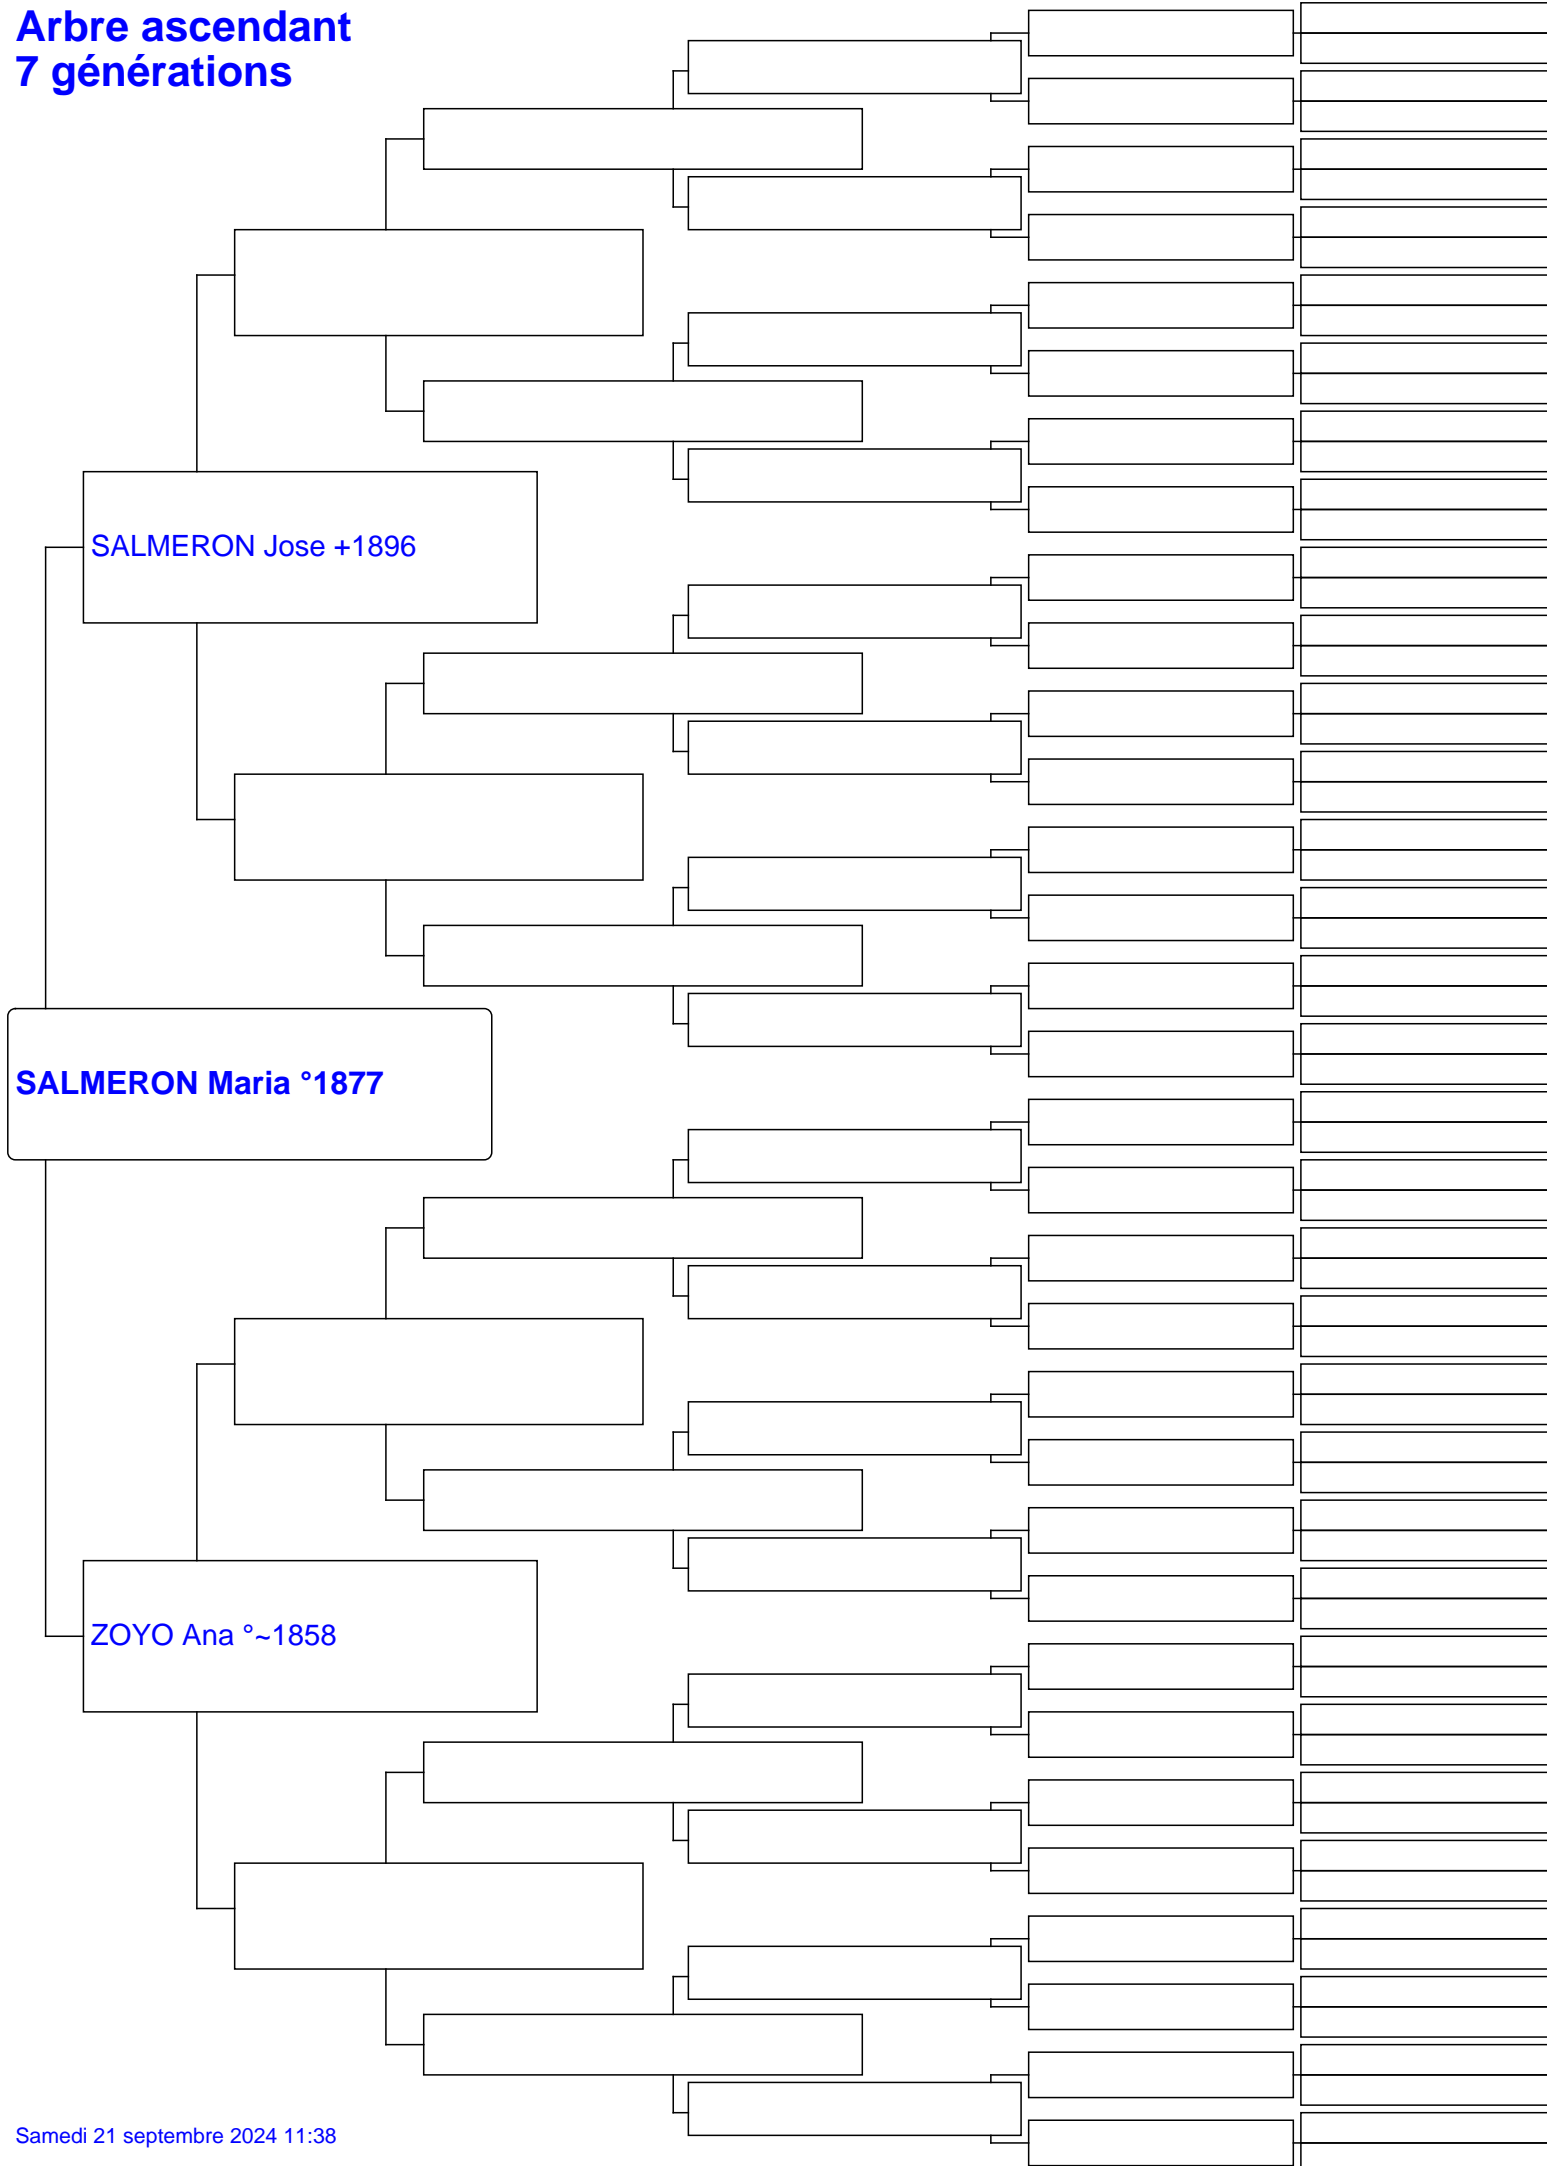 Arbre ascendant
7 générations
SALMERON Jose +1896
SALMERON Maria °1877
ZOYO Ana °~1858
Samedi 21 septembre 2024 11:38